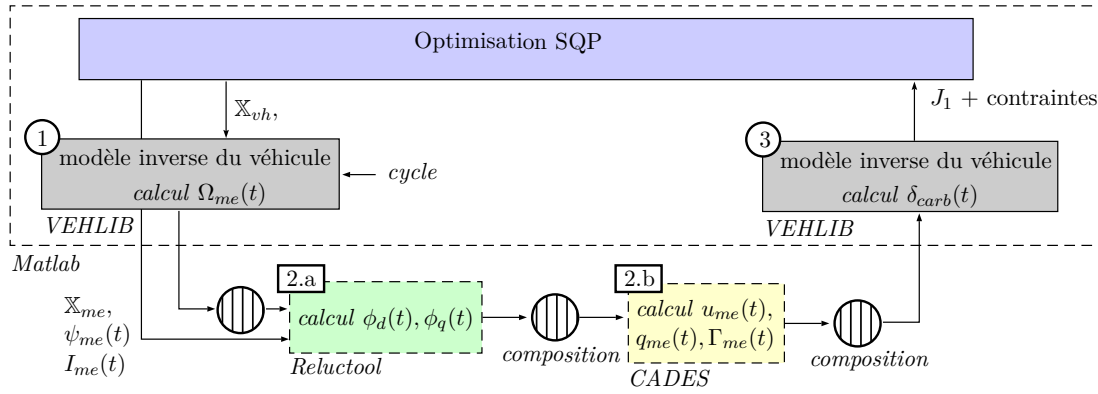 Optimisation SQP
𝕏vh,
J1 + contraintes
1
modèle inverse du véhicule
calcul Ωme(t)
cycle
VEHLIB
3
modèle inverse du véhicule
calcul δcarb(t)
VEHLIB
Matlab
𝕏me,
ψme(t)
Ime(t)
2.a
calcul ϕd(t), ϕq(t)
Reluctool
composition
2.b
calcul ume(t),
qme(t), Γme(t)
CADES
composition